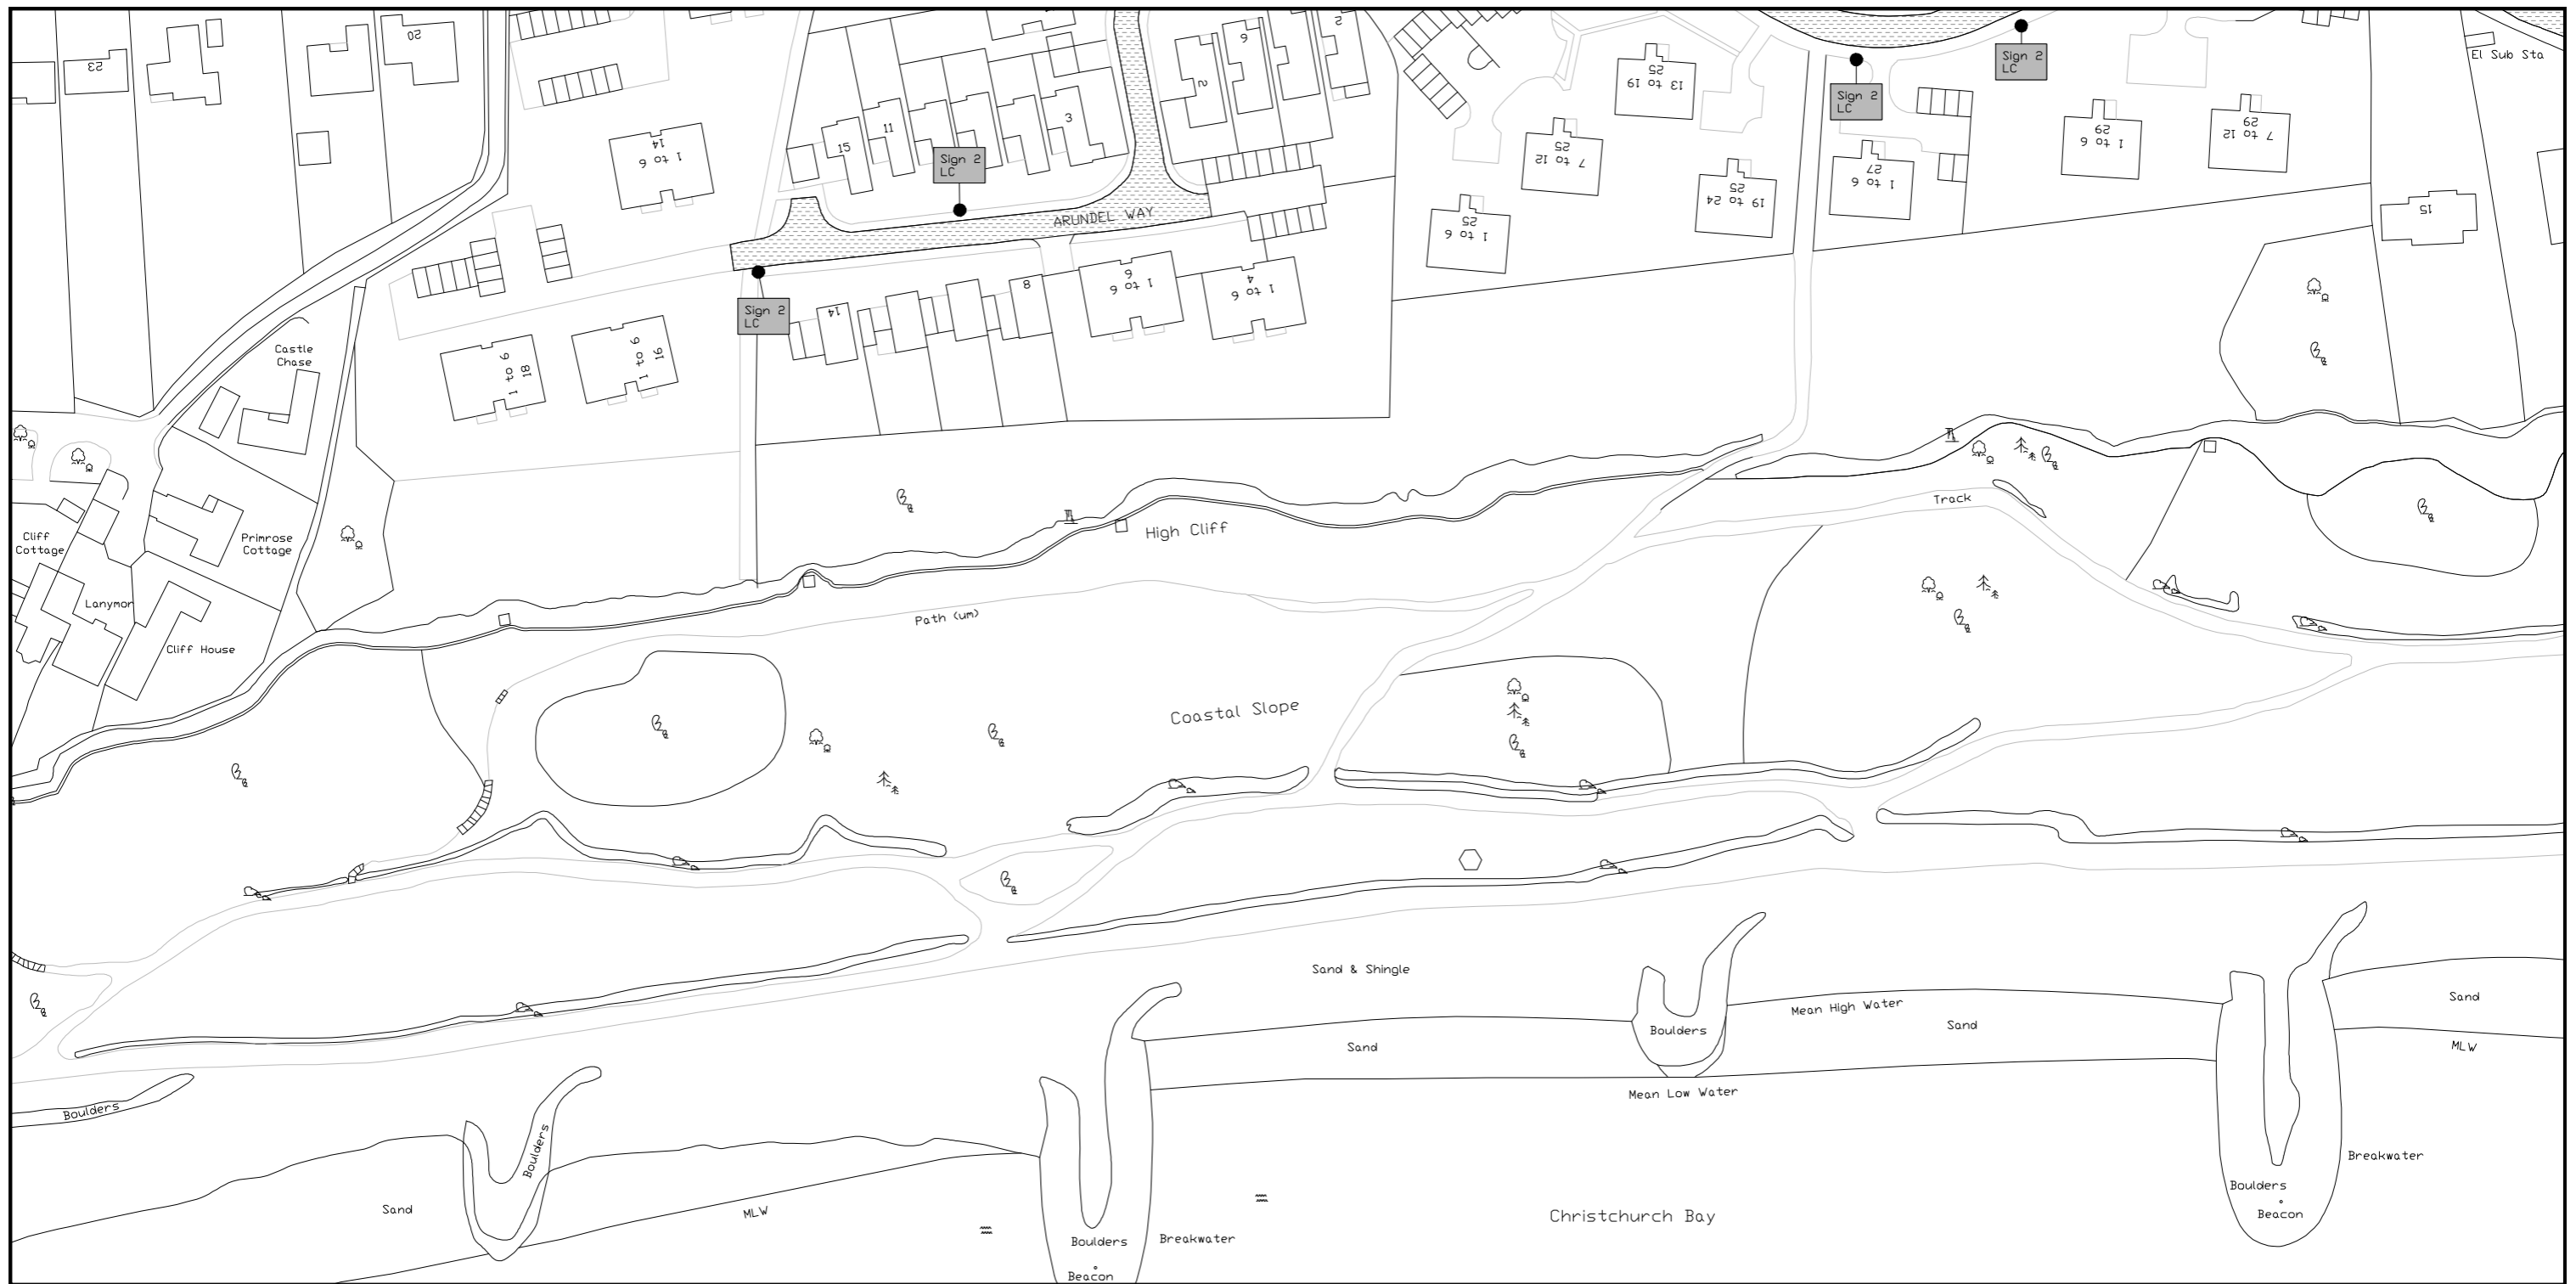 23
20
14
1 to 6
15
11
3
Sign 2
LC
2
6
2
ARUNDEL WAY
25
13 to 19
25
7 to 12
25
19 to 24
25
1 to 6
Sign 2
LC
Sign 2
LC
27
1 to 6
29
1 to 6
29
7 to 12
El Sub Sta
15
Sign 2
LC
14
8
6
1 to 6
4
1 to 6
18
1 to 6
16
1 to 6
Castle
Chase
Cliff
Cottage
Primrose
Cottage
Lanymor
Cliff House
High Cliff
Track
Path (um)
Coastal Slope
Sand & Shingle
Mean High Water
Boulders
Sand
Sand
Sand
MLW
Mean Low Water
Boulders
Boulders
Sand
MLW
Boulders
Beacon
Breakwater
Christchurch Bay
Breakwater
Boulders
Beacon